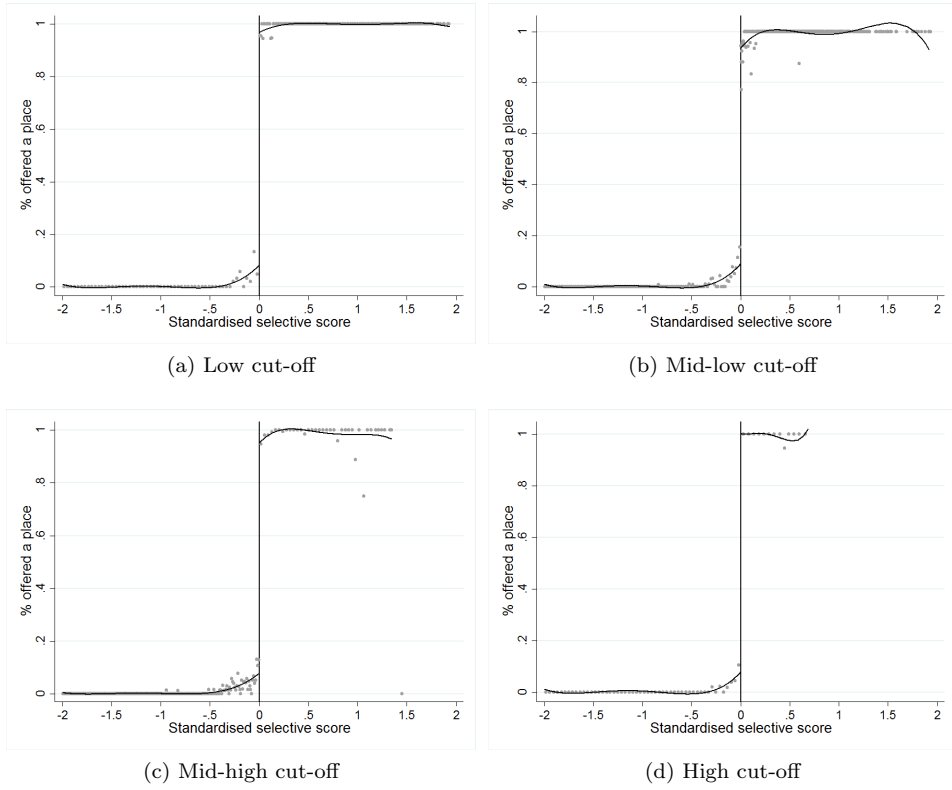 % offered a place
1
.8
.6
.4
.2
0
-2 -1.5 -1 -.5 0 .5 1 1.5 2
Standardised selective score
(a) Low cut-off
% offered a place
1
.8
.6
.4
.2
0
-2 -1.5 -1 -.5 0 .5 1 1.5 2
Standardised selective score
(b) Mid-low cut-off
% offered a place
1
.8
.6
.4
.2
0
-2 -1.5 -1 -.5 0 .5 1 1.5 2
Standardised selective score
(c) Mid-high cut-off
% offered a place
1
.8
.6
.4
.2
0
-2 -1.5 -1 -.5 0 .5 1 1.5 2
Standardised selective score
(d) High cut-off